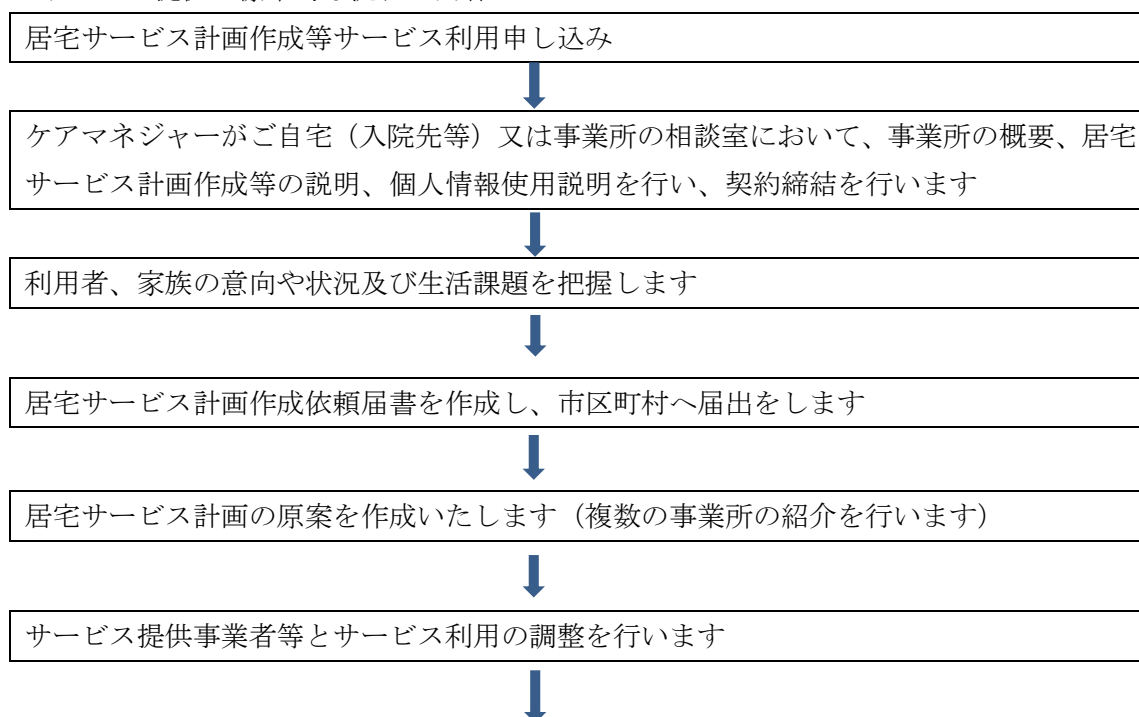 居宅サービス計画作成等サービス利用申し込み
ケアマネジャーがご自宅（入院先等）又は事業所の相談室において、事業所の概要、居宅
サービス計画作成等の説明、個人情報使用説明を行い、契約締結を行います
利用者、家族の意向や状況及び生活課題を把握します
居宅サービス計画作成依頼届書を作成し、市区町村へ届出をします
居宅サービス計画の原案を作成いたします（複数の事業所の紹介を行います）
サービス提供事業者等とサービス利用の調整を行います